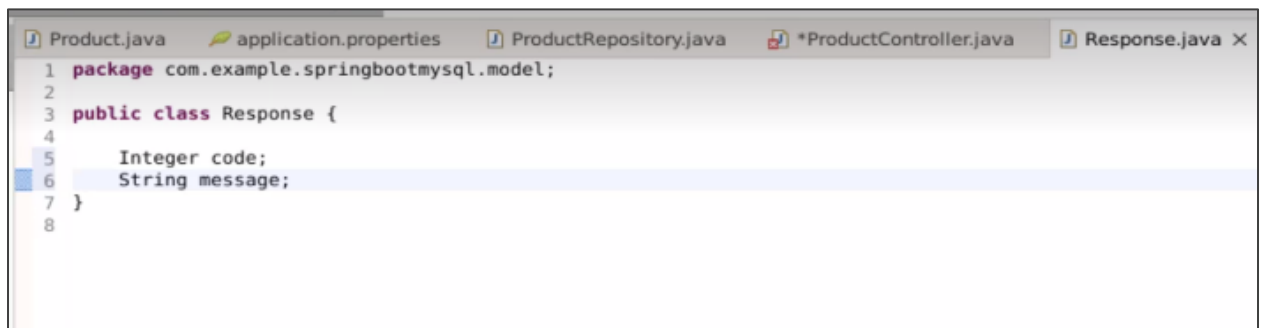 Product.java application.properties ProductRepository.java *ProductController.java Response.java
1 package com.example.springbootmysql.model;
2
3 public class Response {
4
5     Integer code;
6     String message;
7 }
8